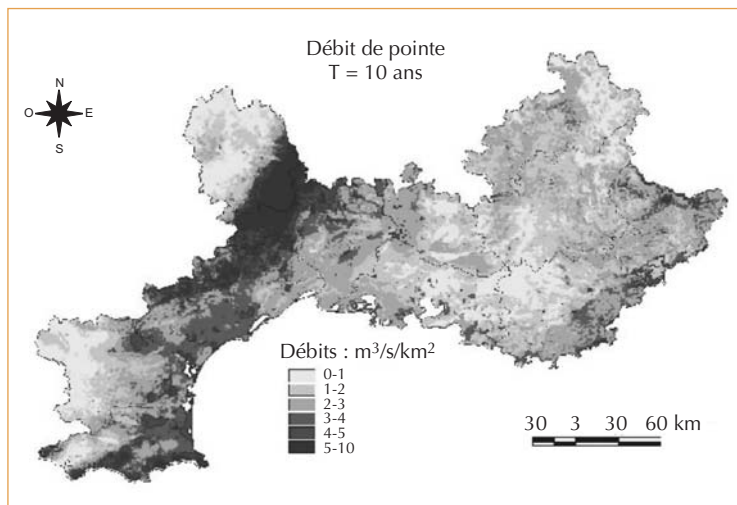 Débit de pointe
T = 10 ans
N
O E
S
Débits : m³/s/km²
0-1
1-2
2-3
3-4
4-5
5-10
30 3 30 60 km